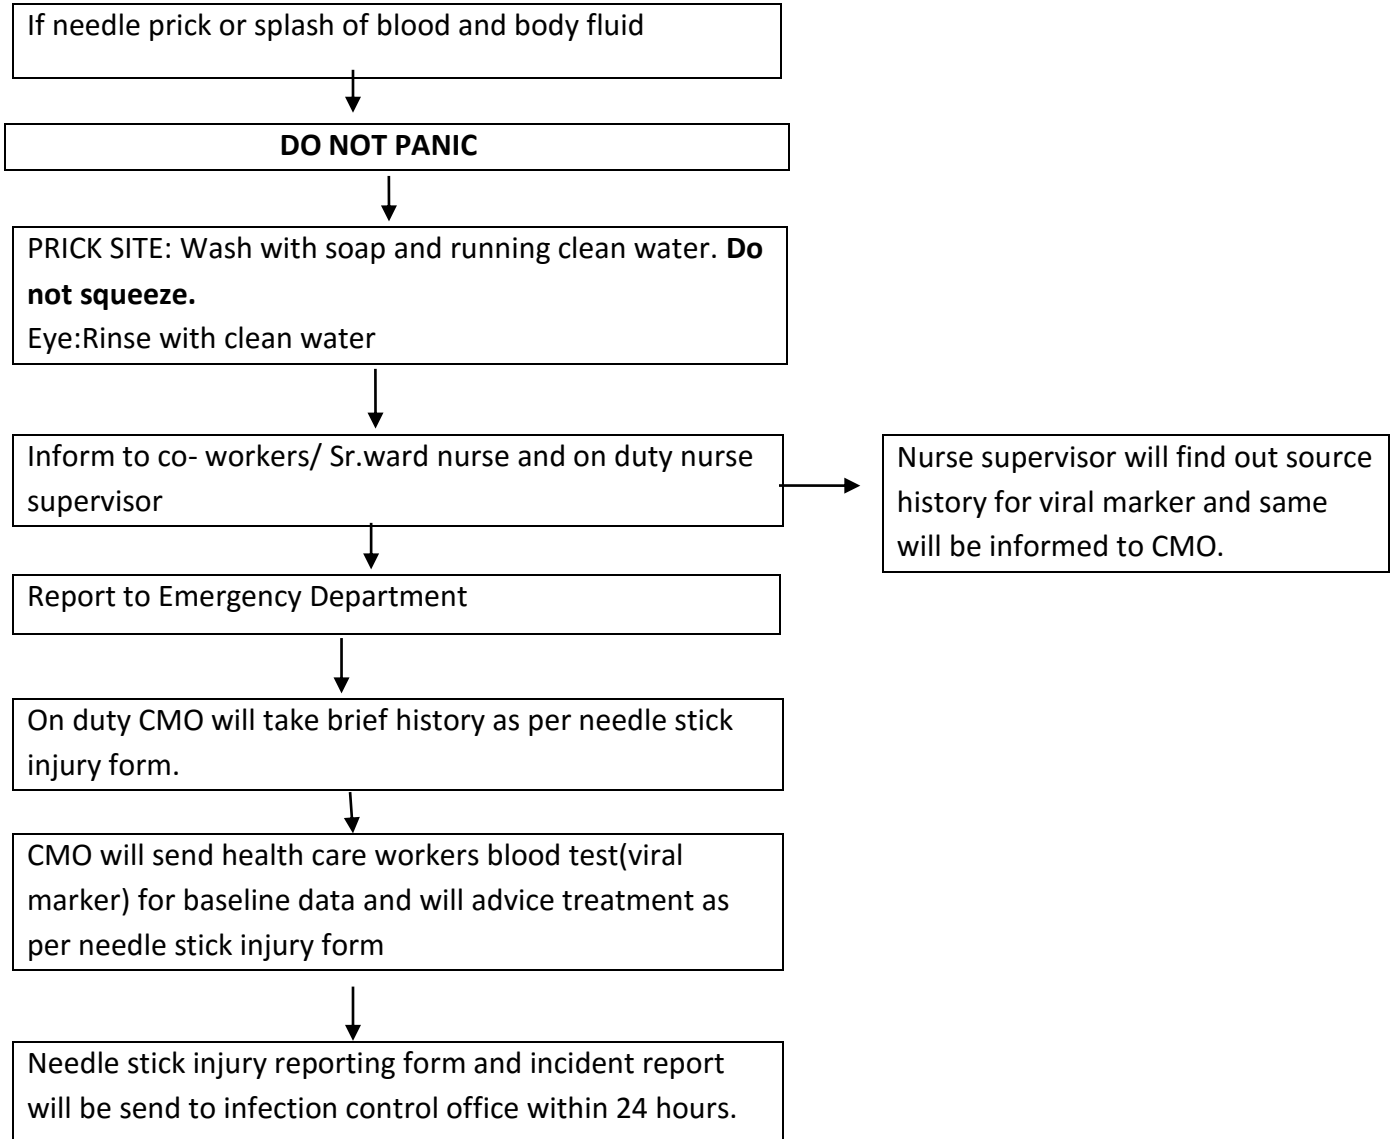 If needle prick or splash of blood and body fluid
DO NOT PANIC
PRICK SITE: Wash with soap and running clean water. Do
not squeeze.
Eye:Rinse with clean water
Inform to co- workers/ Sr.ward nurse and on duty nurse
supervisor
Nurse supervisor will find out source
history for viral marker and same
will be informed to CMO.
Report to Emergency Department
On duty CMO will take brief history as per needle stick
injury form.
CMO will send health care workers blood test(viral
marker) for baseline data and will advice treatment as
per needle stick injury form
Needle stick injury reporting form and incident report
will be send to infection control office within 24 hours.